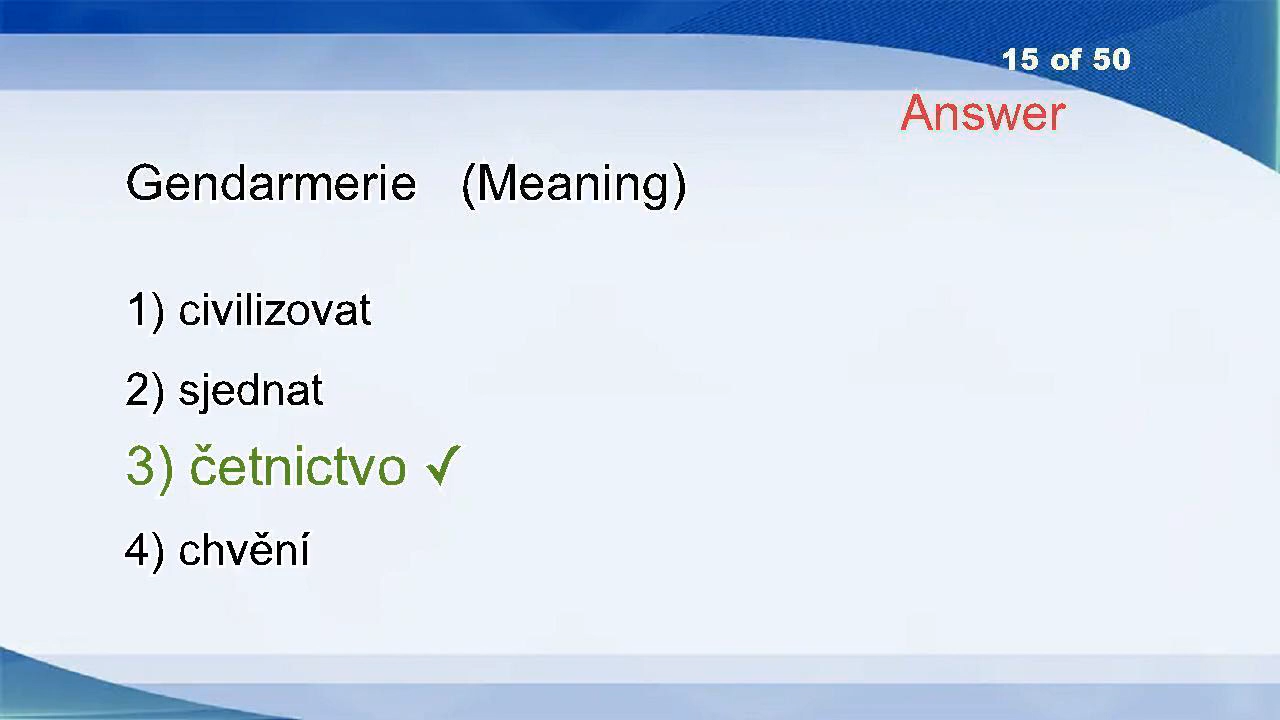 15 of 50
Answer
Gendarmerie (Meaning)
1) civilizovat
2) sjednat
3) četnictvo ✓
4) chvění